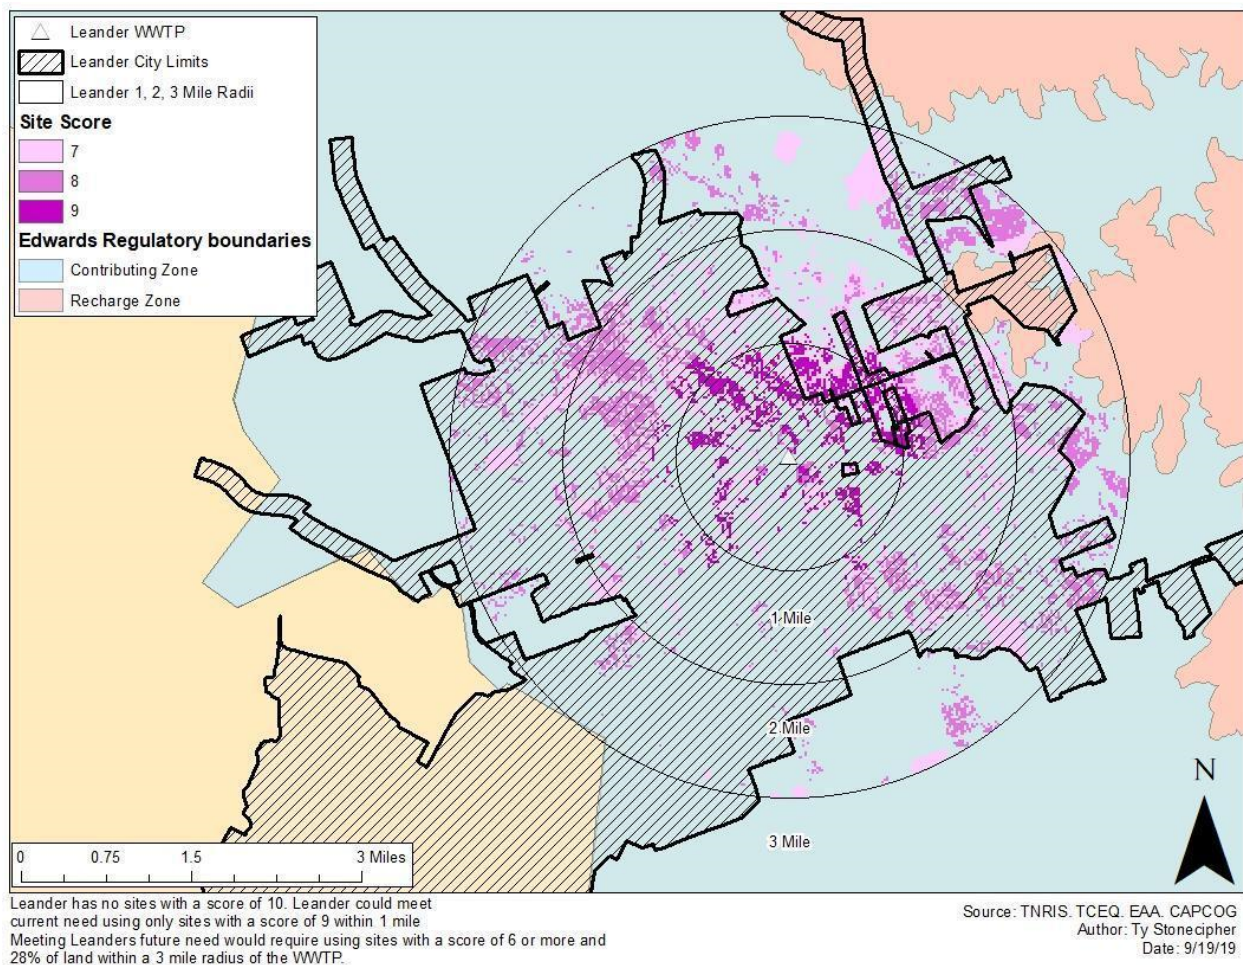 Leander WWTP
Leander City Limits
Leander 1, 2, 3 Mile Radii
Site Score
7
8
9
Edwards Regulatory boundaries
Contributing Zone
Recharge Zone
1 Mile
2 Mile
3 Mile
N
0 0.75 1.5 3 Miles
Leander has no sites with a score of 10. Leander could meet
current need using only sites with a score of 9 within 1 mile
Meeting Leanders future need would require using sites with a score of 6 or more and
28% of land within a 3 mile radius of the WWTP.
Source: TNRIS. TCEQ. EAA. CAPCOG
Author: Ty Stonecipher
Date: 9/19/19